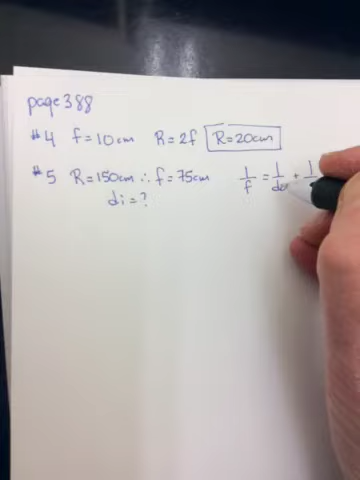 page 388
#4 f = 10cm R = 2f R = 20cm
#5 R = 150cm ∴ f = 75cm 1/f = 1/do + 1/
di = ?